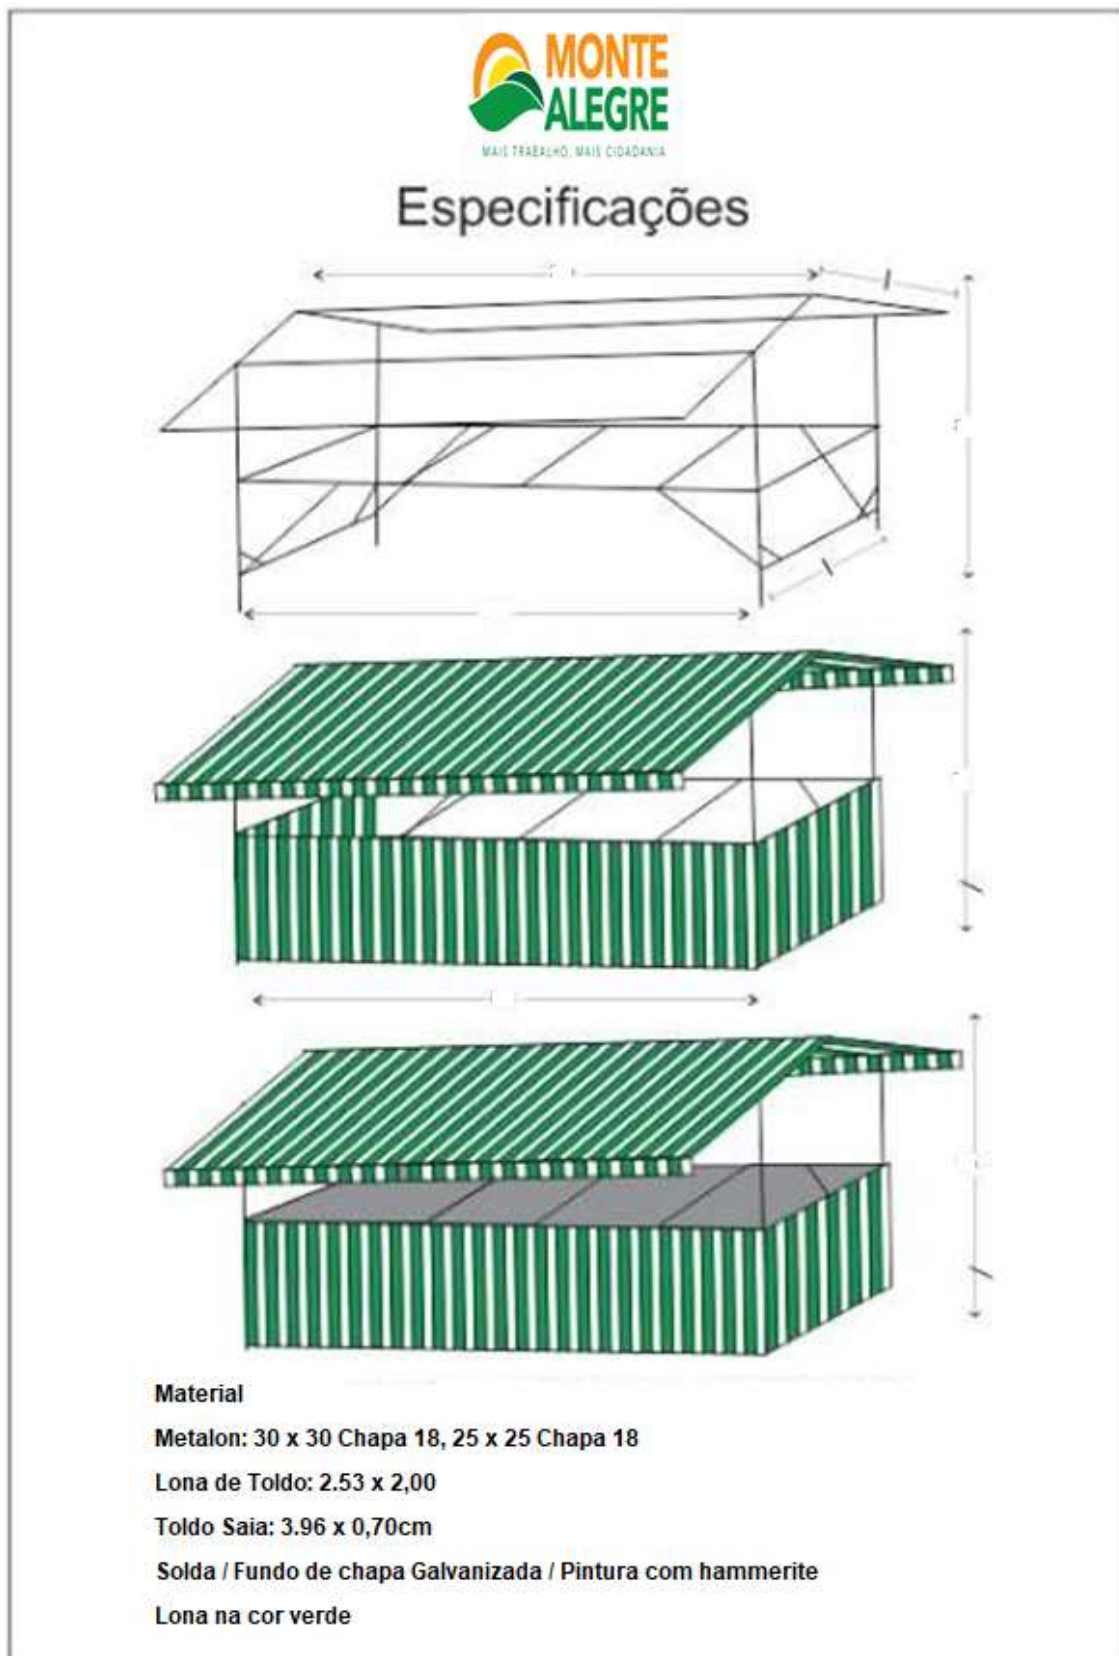 MONTE
ALEGRE
MAIS TRABALHO, MAIS CIDADANIA
Especificações
Material
Metalon: 30 x 30 Chapa 18, 25 x 25 Chapa 18
Lona de Toldo: 2.53 x 2,00
Toldo Saia: 3.96 x 0,70cm
Solda / Fundo de chapa Galvanizada / Pintura com hammerite
Lona na cor verde